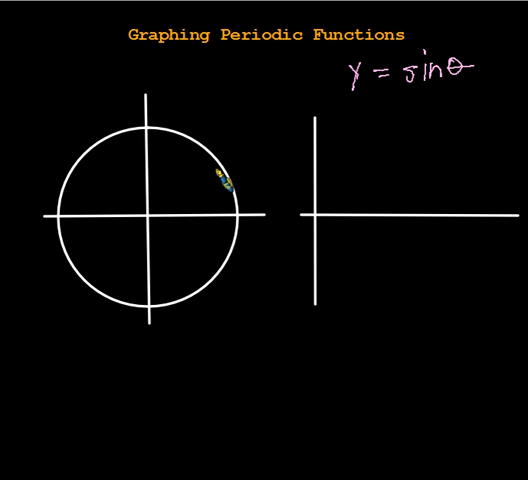 Graphing Periodic Functions
y = sinθ